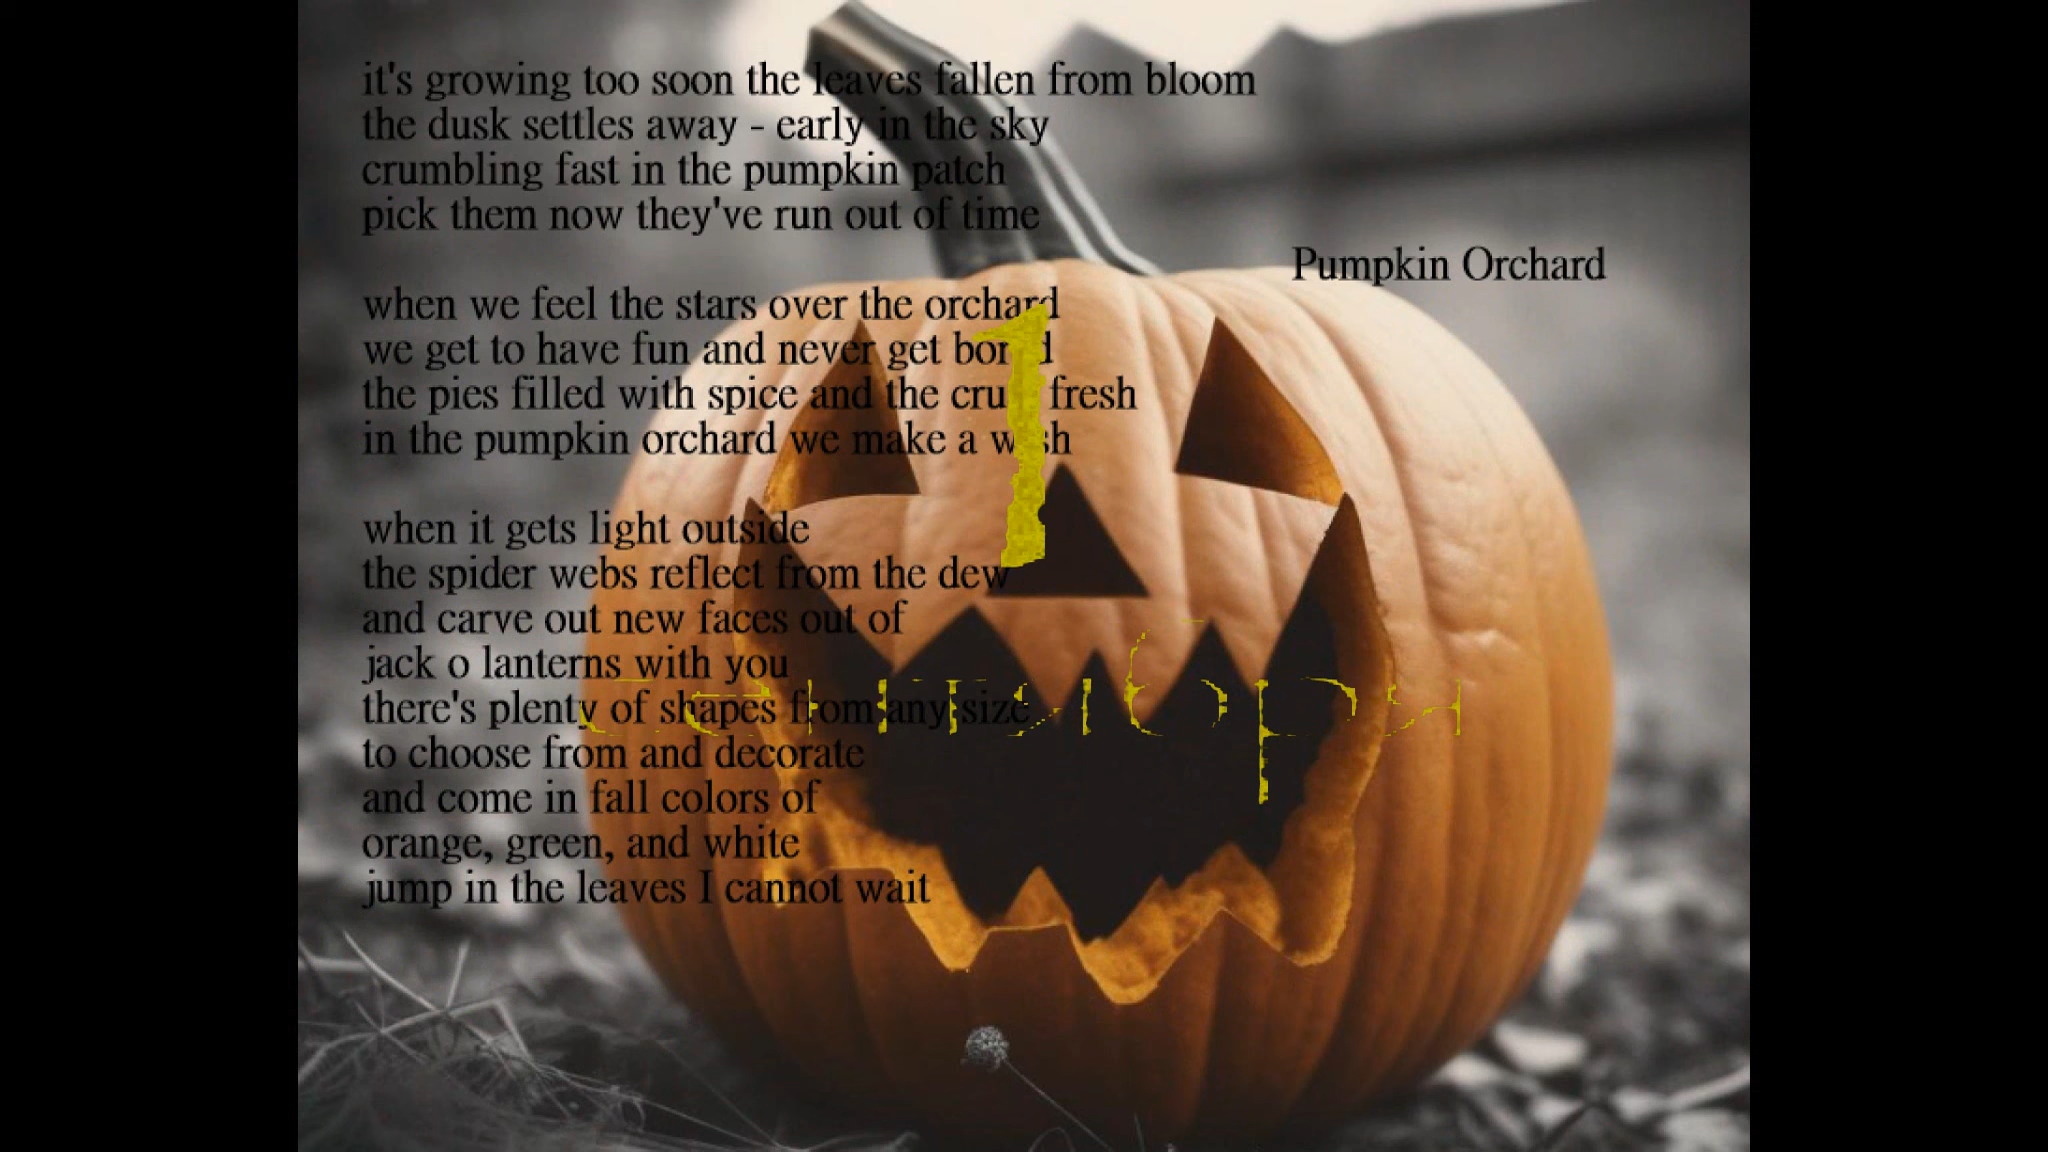 it's growing too soon the leaves fallen from bloom
the dusk settles away - early in the sky
crumbling fast in the pumpkin patch
pick them now they've run out of time
Pumpkin Orchard
when we feel the stars over the orchard
we get to have fun and never get bored
the pies filled with spice and the crust fresh
in the pumpkin orchard we make a wish
1
when it gets light outside
the spider webs reflect from the dew
and carve out new faces out of
jack o lanterns with you
there's plenty of shapes from any size
to choose from and decorate
and come in fall colors of
orange, green, and white
jump in the leaves I cannot wait